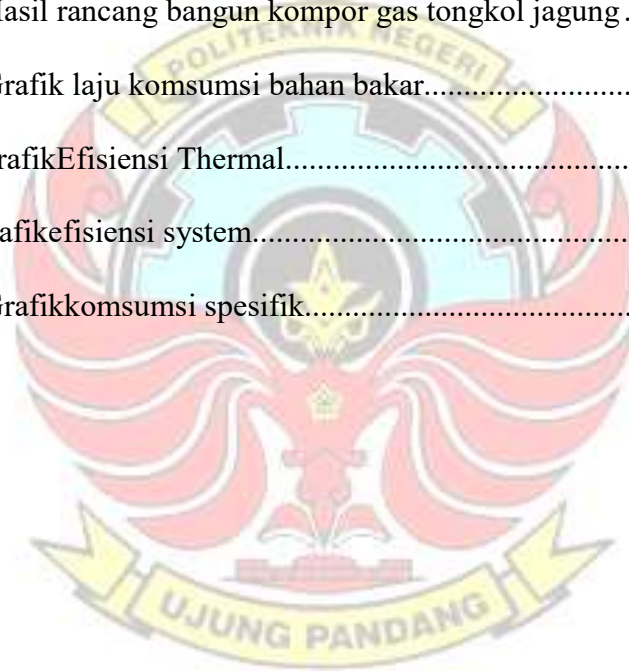 Hasil rancang bangun kompor gas tongkol jagung .
POLITEKNIK NEGERI
Grafik laju komsumsi bahan bakar..........................
GrafikEfisiensi Thermal..........................................
rafikefisiensi system..............................................
Grafikkomsumsi spesifik........................................
UJUNG PANDANG